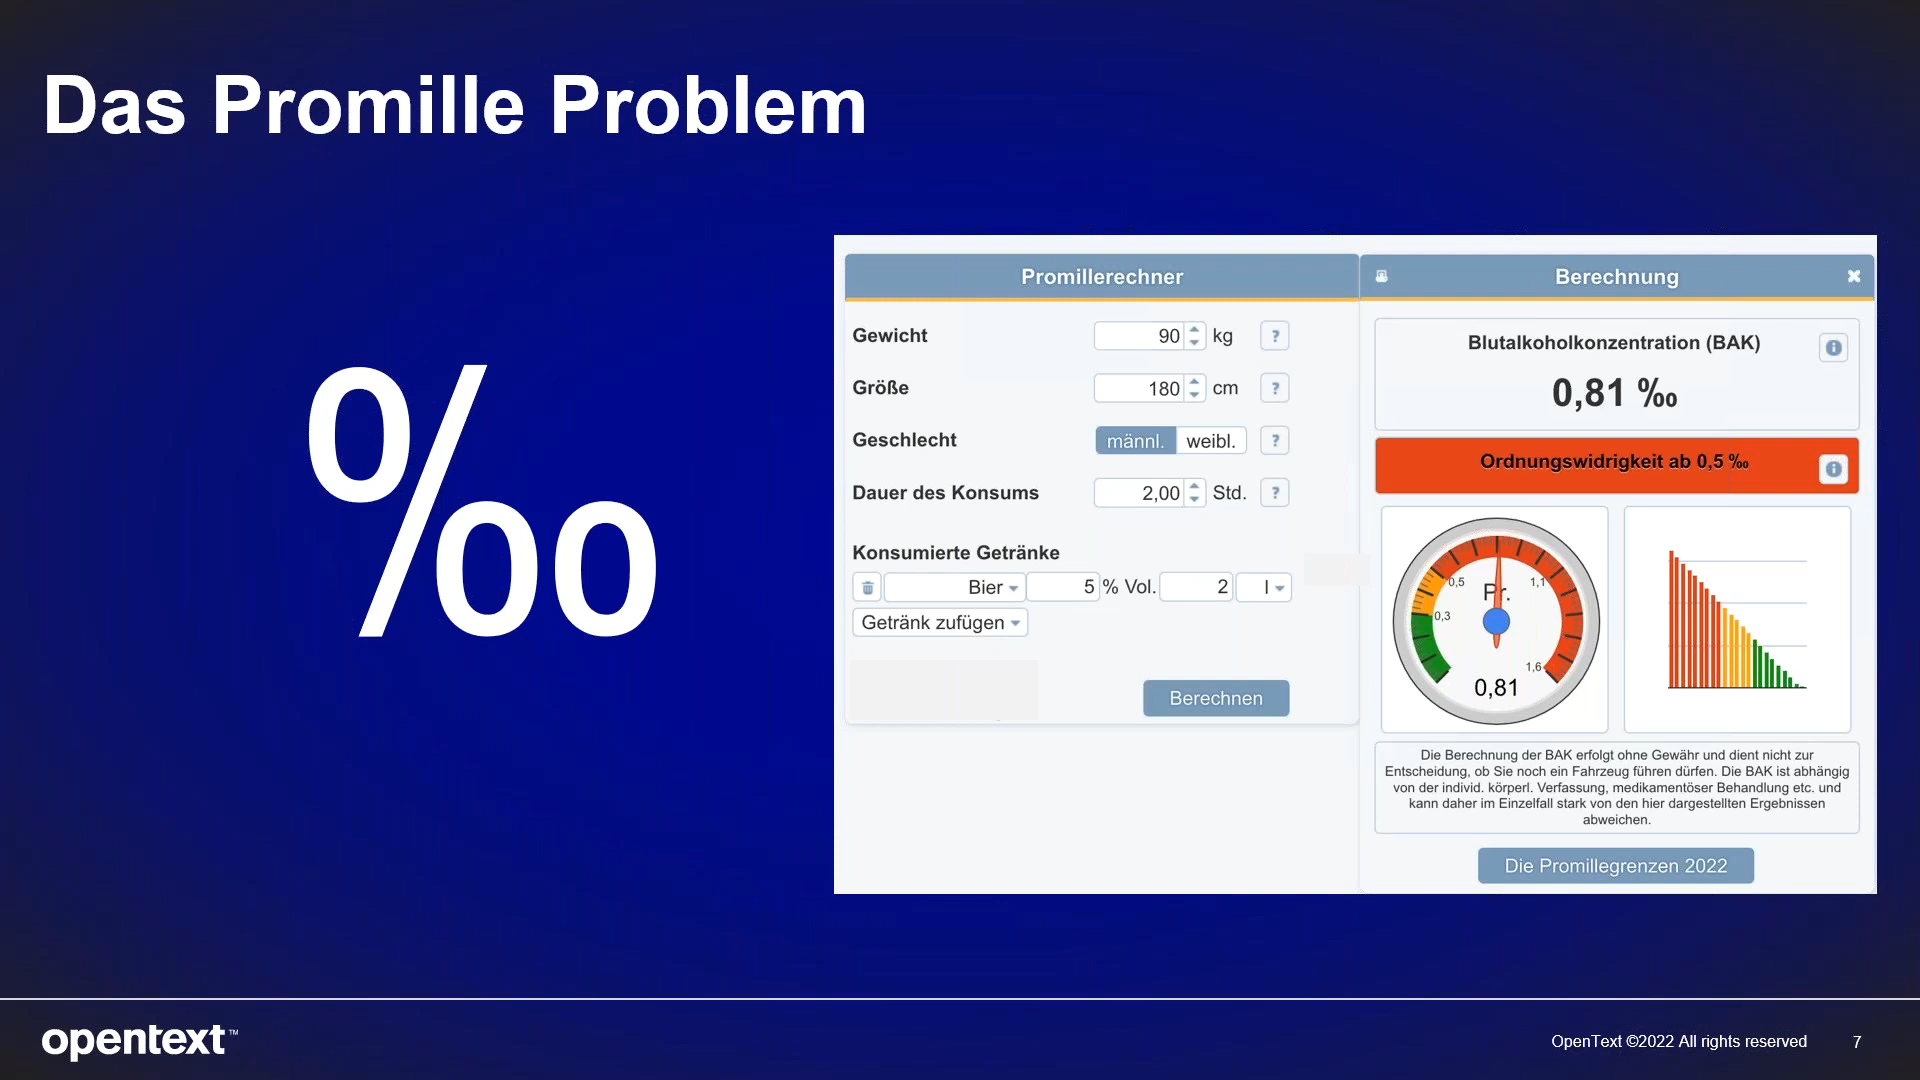 Das Promille Problem
‰
Promillerechner
Gewicht 90 kg ?
Größe 180 cm ?
Geschlecht männl. weibl. ?
Dauer des Konsums 2,00 Std. ?
Konsumierte Getränke
Bier 5 % Vol. 2 l
Getränk zufügen
Berechnen
Berechnung
Blutalkoholkonzentration (BAK)
0,81 ‰
Ordnungswidrigkeit ab 0,5 ‰
0,5 1,1
Pr.
0,3
1,6
0,81
Die Berechnung der BAK erfolgt ohne Gewähr und dient nicht zur
Entscheidung, ob Sie noch ein Fahrzeug führen dürfen. Die BAK ist abhängig
von der individ. körperl. Verfassung, medikamentöser Behandlung etc. und
kann daher im Einzelfall stark von den hier dargestellten Ergebnissen
abweichen.
Die Promillegrenzen 2022
opentext™
OpenText ©2022 All rights reserved 7